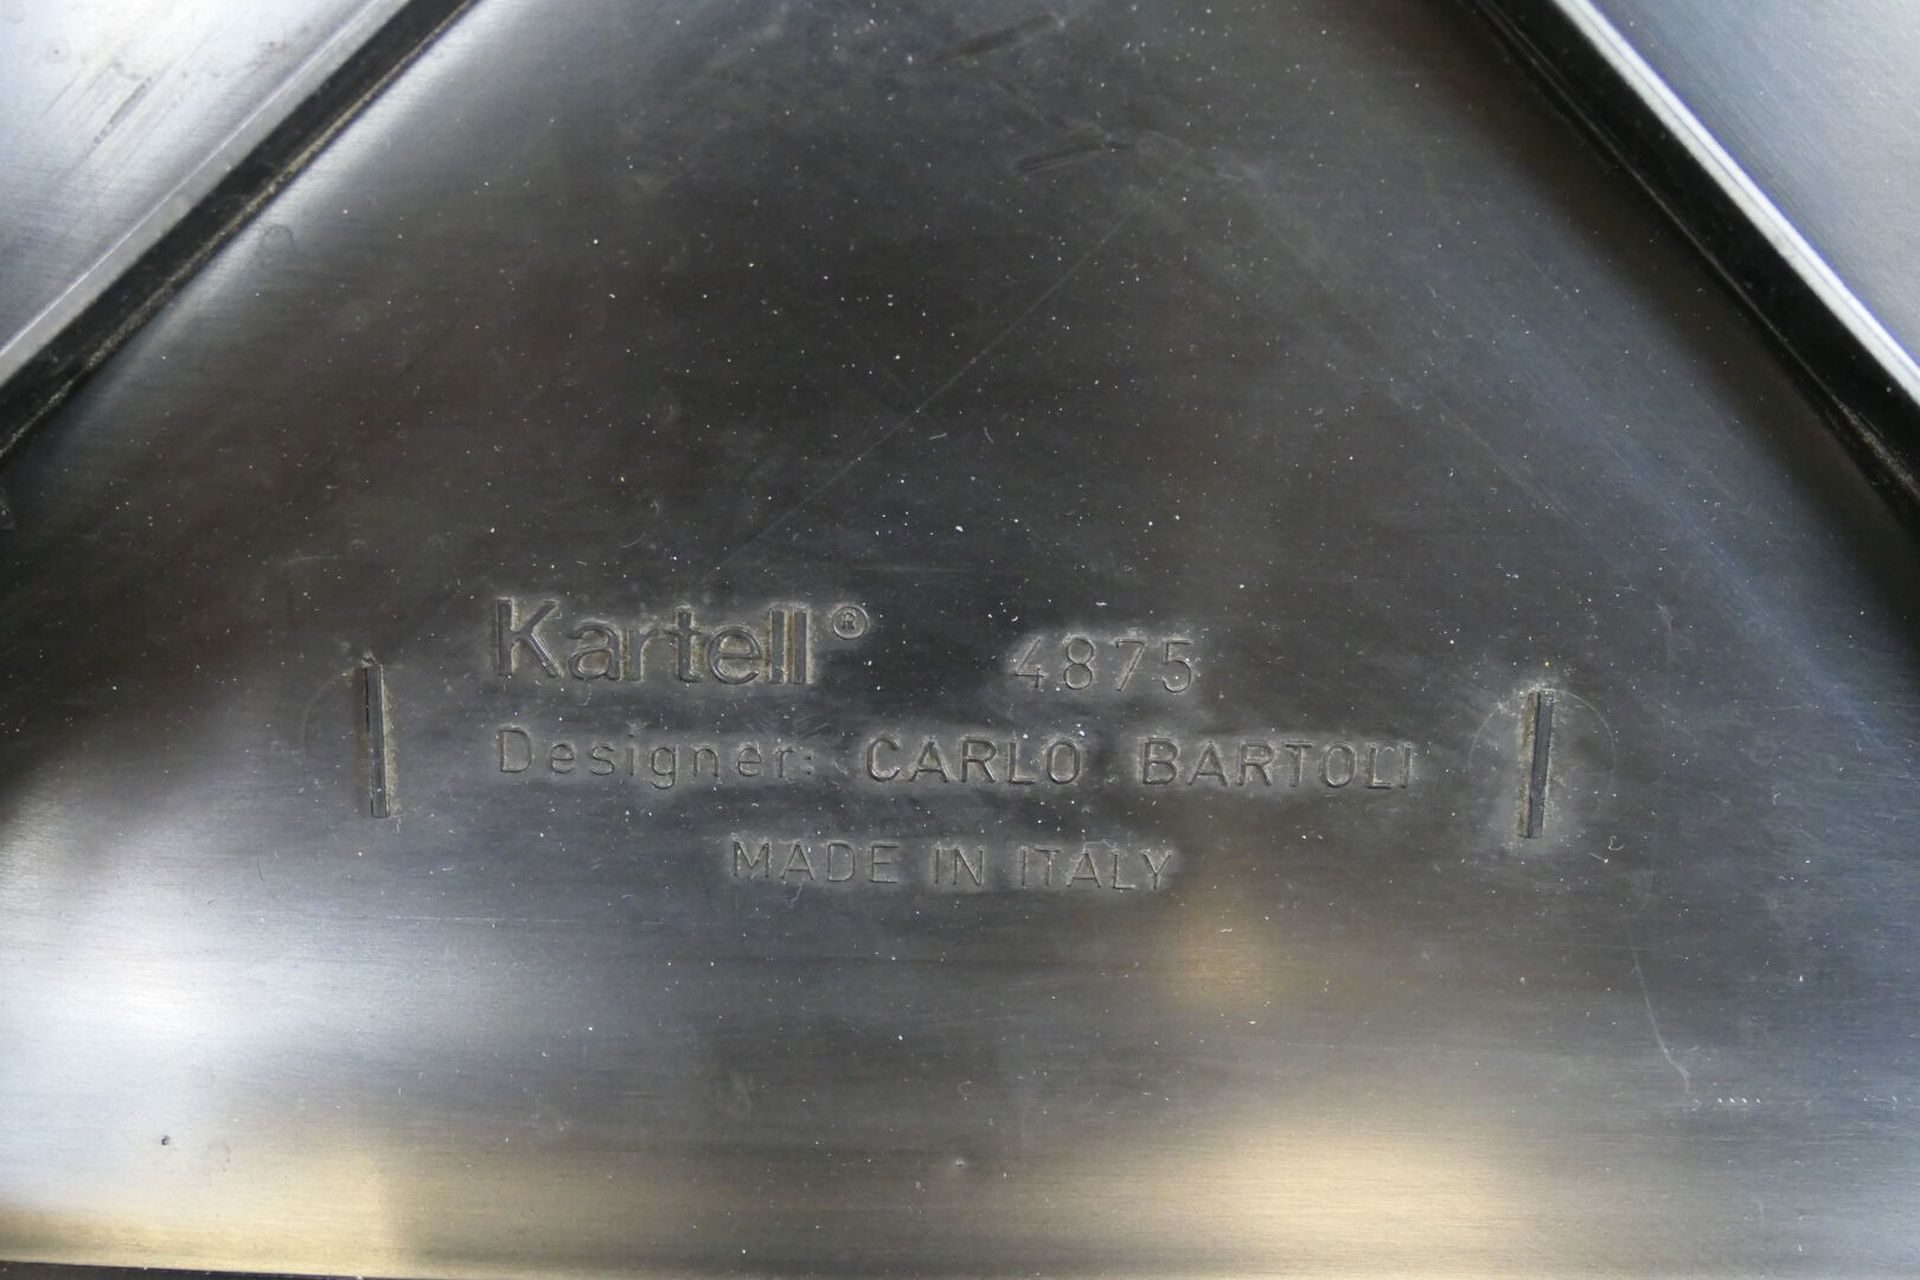 Kartell® 4875
Designer: CARLO BARTOLI
MADE IN ITALY